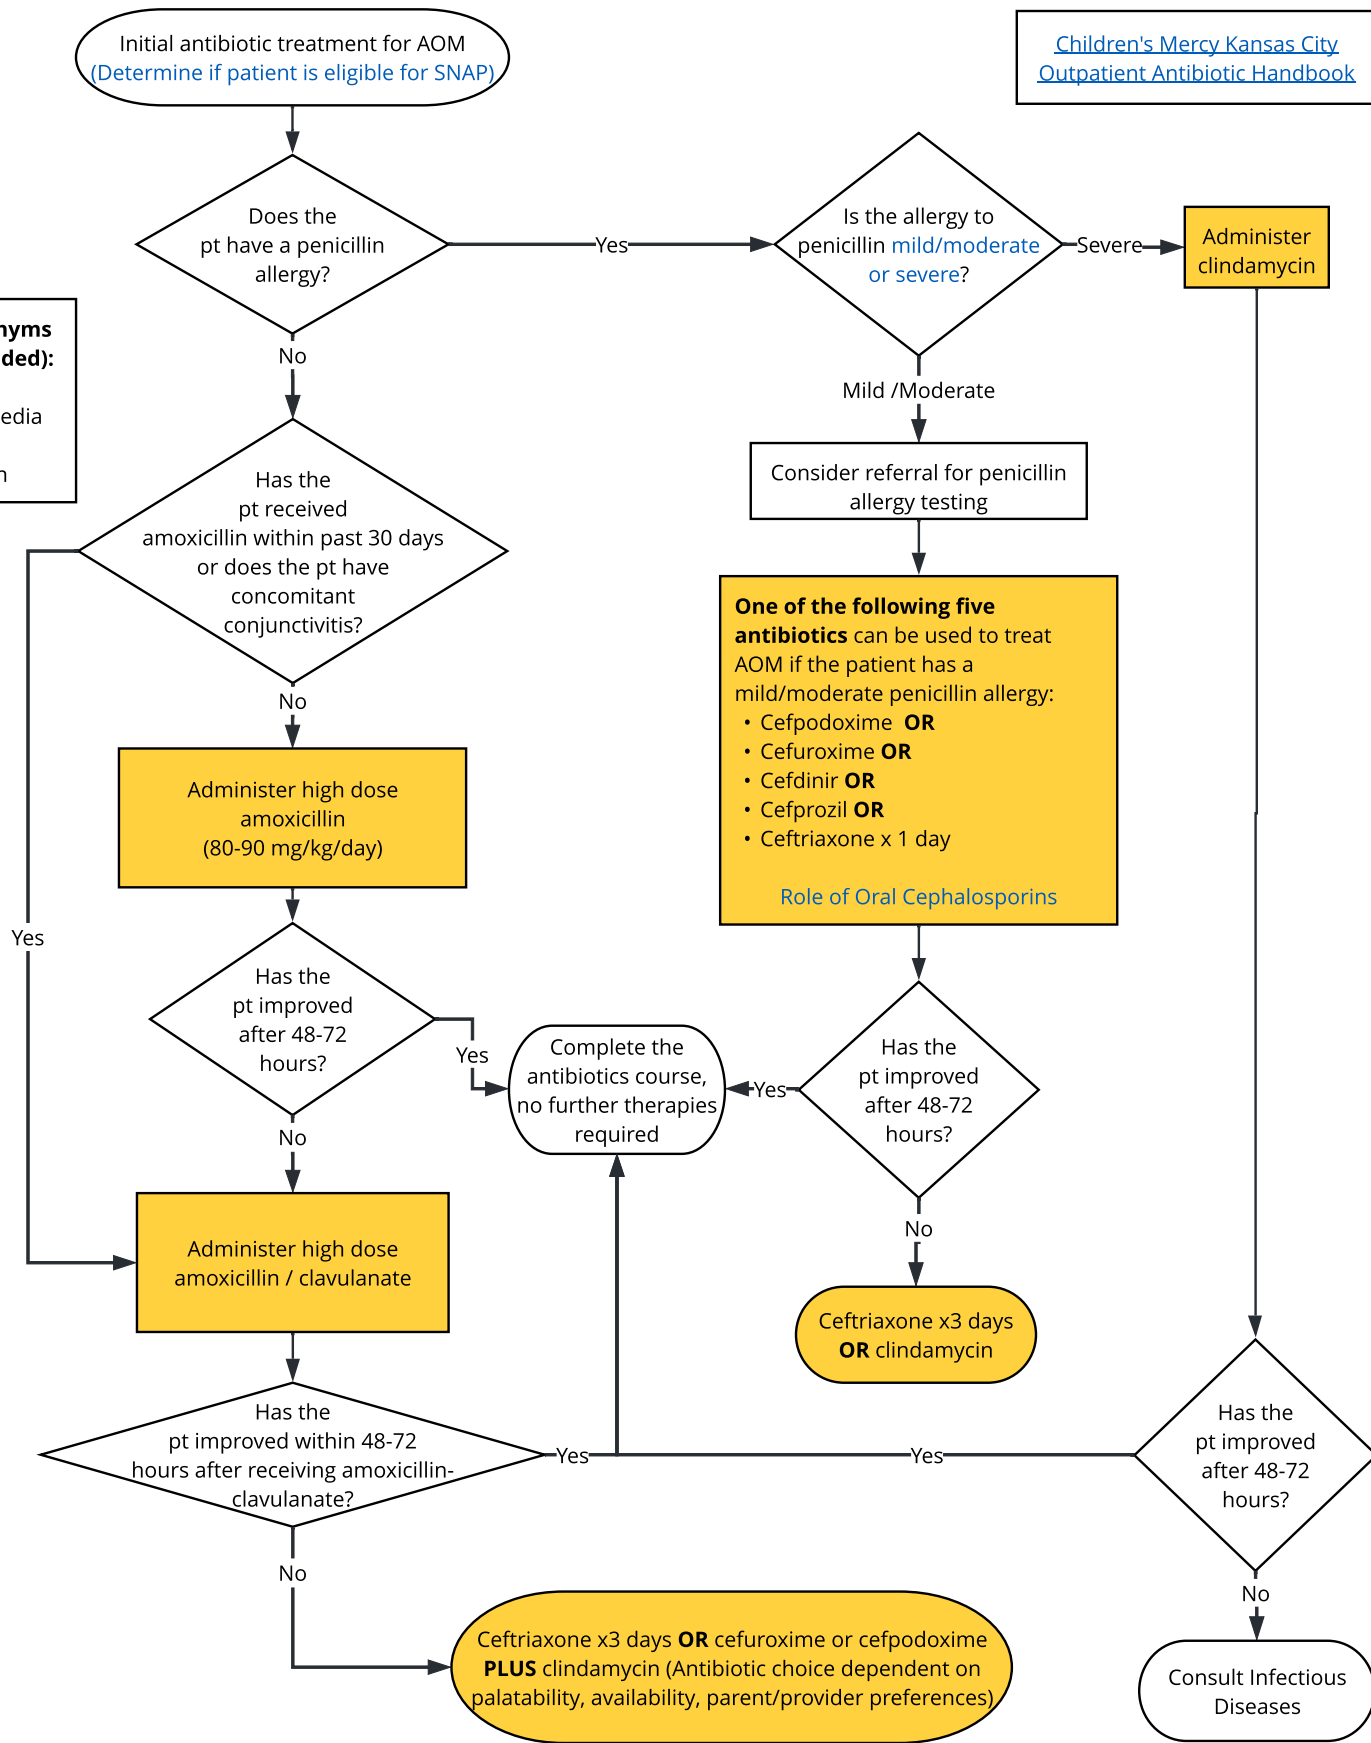 Initial antibiotic treatment for AOM
(Determine if patient is eligible for SNAP)
Children's Mercy Kansas City
Outpatient Antibiotic Handbook
Does the
pt have a penicillin
allergy?
Yes
Is the allergy to
penicillin mild/moderate
or severe?
Severe
Administer
clindamycin
No
Mild /Moderate
ded):
edia
Has the
pt received
amoxicillin within past 30 days
or does the pt have
concomitant
conjunctivitis?
Consider referral for penicillin
allergy testing
No
Yes
One of the following five
antibiotics can be used to treat
AOM if the patient has a
mild/moderate penicillin allergy:
• Cefpodoxime OR
• Cefuroxime OR
• Cefdinir OR
• Cefprozil OR
• Ceftriaxone x 1 day
Role of Oral Cephalosporins
Administer high dose
amoxicillin
(80-90 mg/kg/day)
Has the
pt improved
after 48-72
hours?
Yes
Complete the
antibiotics course,
no further therapies
required
Yes
Has the
pt improved
after 48-72
hours?
No
No
Administer high dose
amoxicillin / clavulanate
Ceftriaxone x3 days
OR clindamycin
Has the
pt improved within 48-72
hours after receiving amoxicillin-
clavulanate?
Yes
Yes
Has the
pt improved
after 48-72
hours?
No
No
Ceftriaxone x3 days OR cefuroxime or cefpodoxime
PLUS clindamycin (Antibiotic choice dependent on
palatability, availability, parent/provider preferences)
Consult Infectious
Diseases